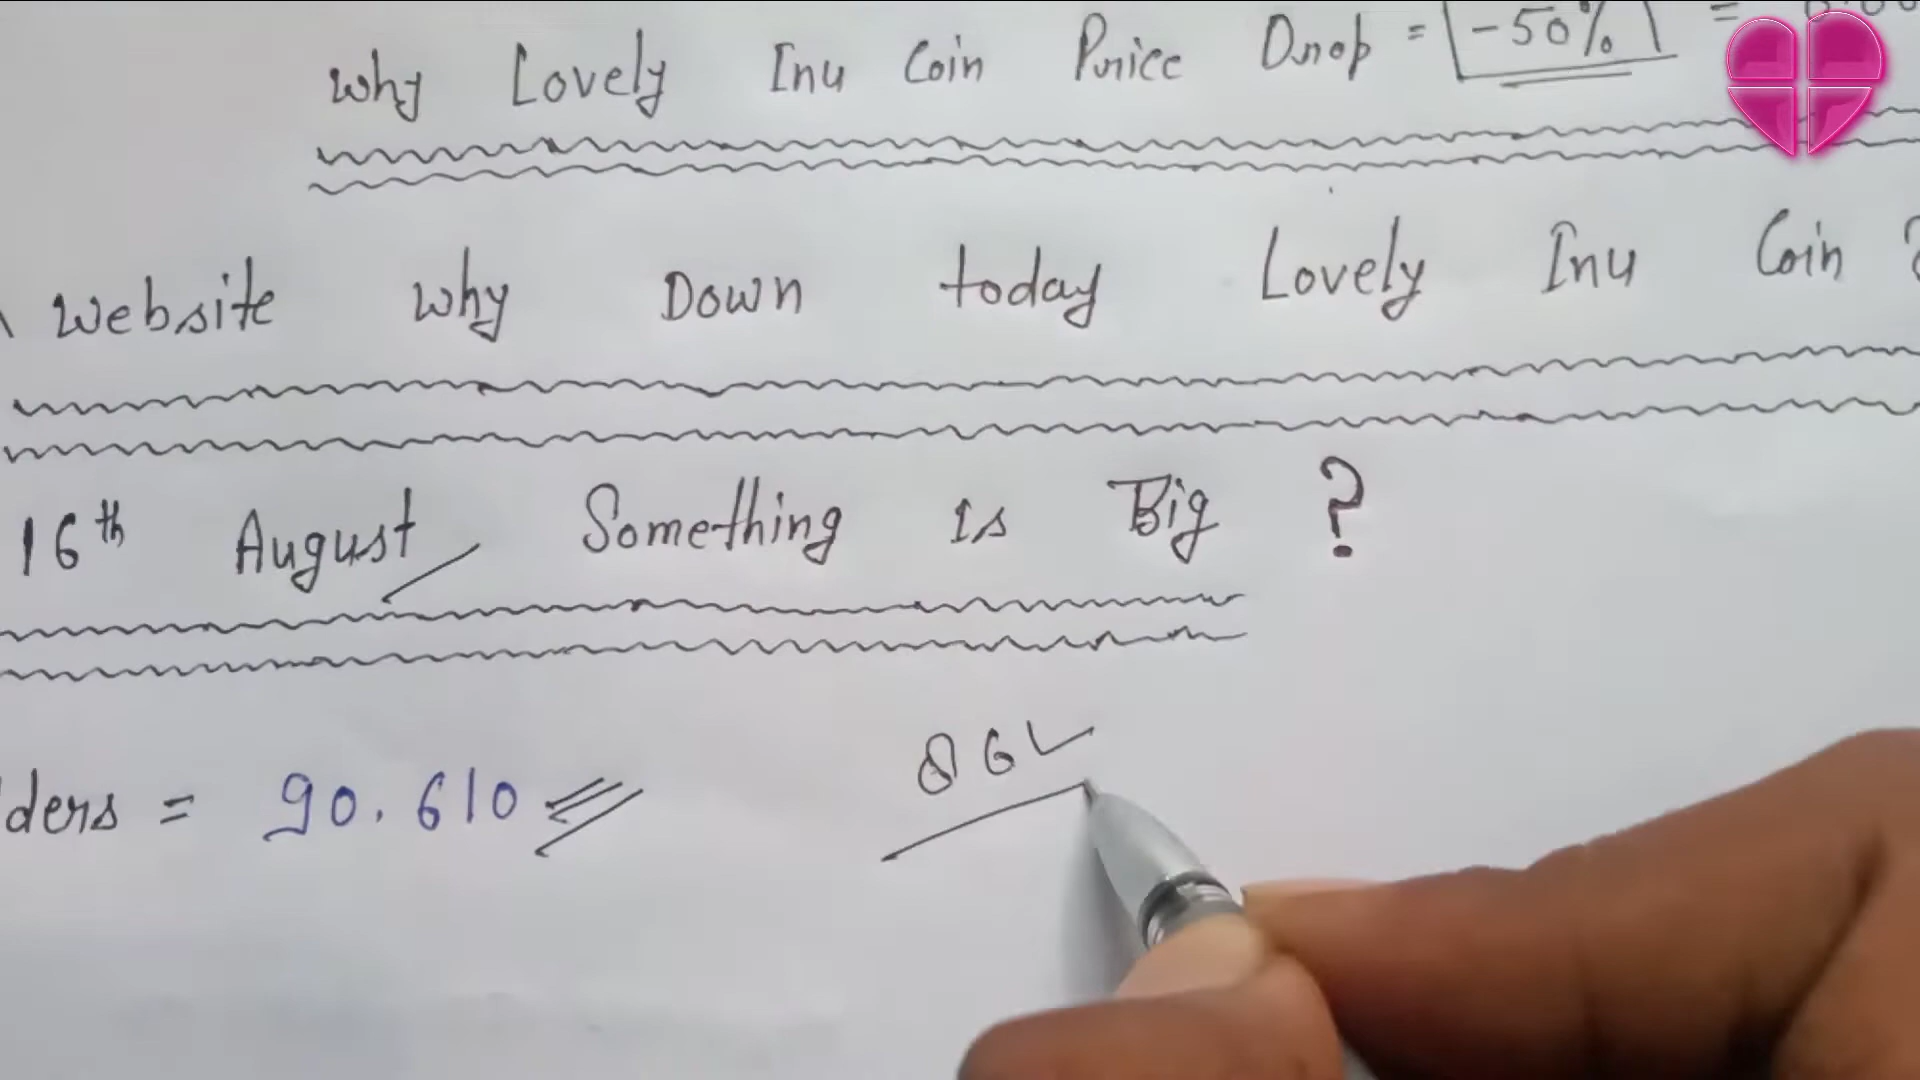 Why Lovely Inu Coin Price Drop = -50% =
Website Why Down today Lovely Inu Coin ?
16th August Something Is Big ?
ders = 90.610